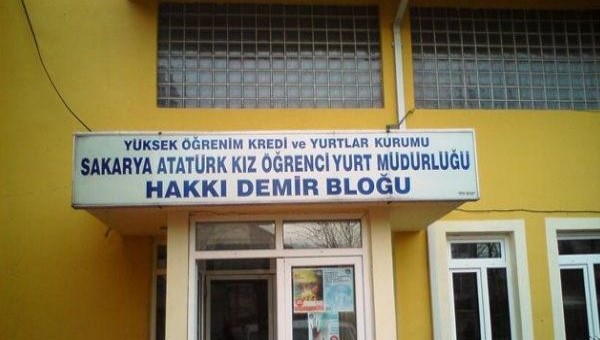 YÜKSEK ÖĞRENİM KREDİ ve YURTLAR KURUMU
SAKARYA ATATÜRK KIZ ÖĞRENCİ YURT MÜDÜRLÜĞÜ
HAKKI DEMİR BLOĞU